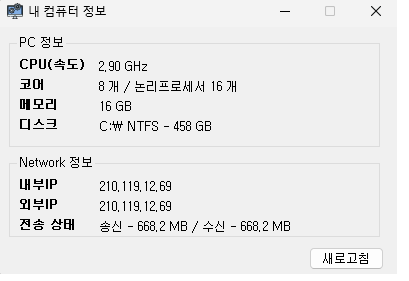 내 컴퓨터 정보
PC 정보
CPU(속도) 2.90 GHz
코어 8 개 / 논리프로세서 16 개
메모리 16 GB
디스크 C:₩ NTFS - 458 GB
Network 정보
내부IP 210.119.12.69
외부IP 210.119.12.69
전송 상태 송신 - 668.2 MB / 수신 - 668.2 MB
새로고침